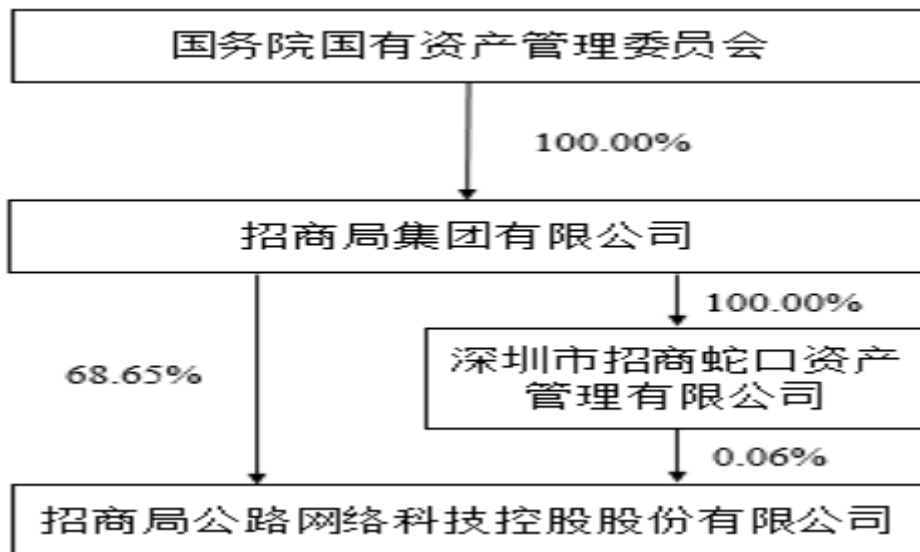 国务院国有资产管理委员会
100.00%
招商局集团有限公司
100.00%
68.65%
深圳市招商蛇口资产
管理有限公司
0.06%
招商局公路网络科技控股股份有限公司